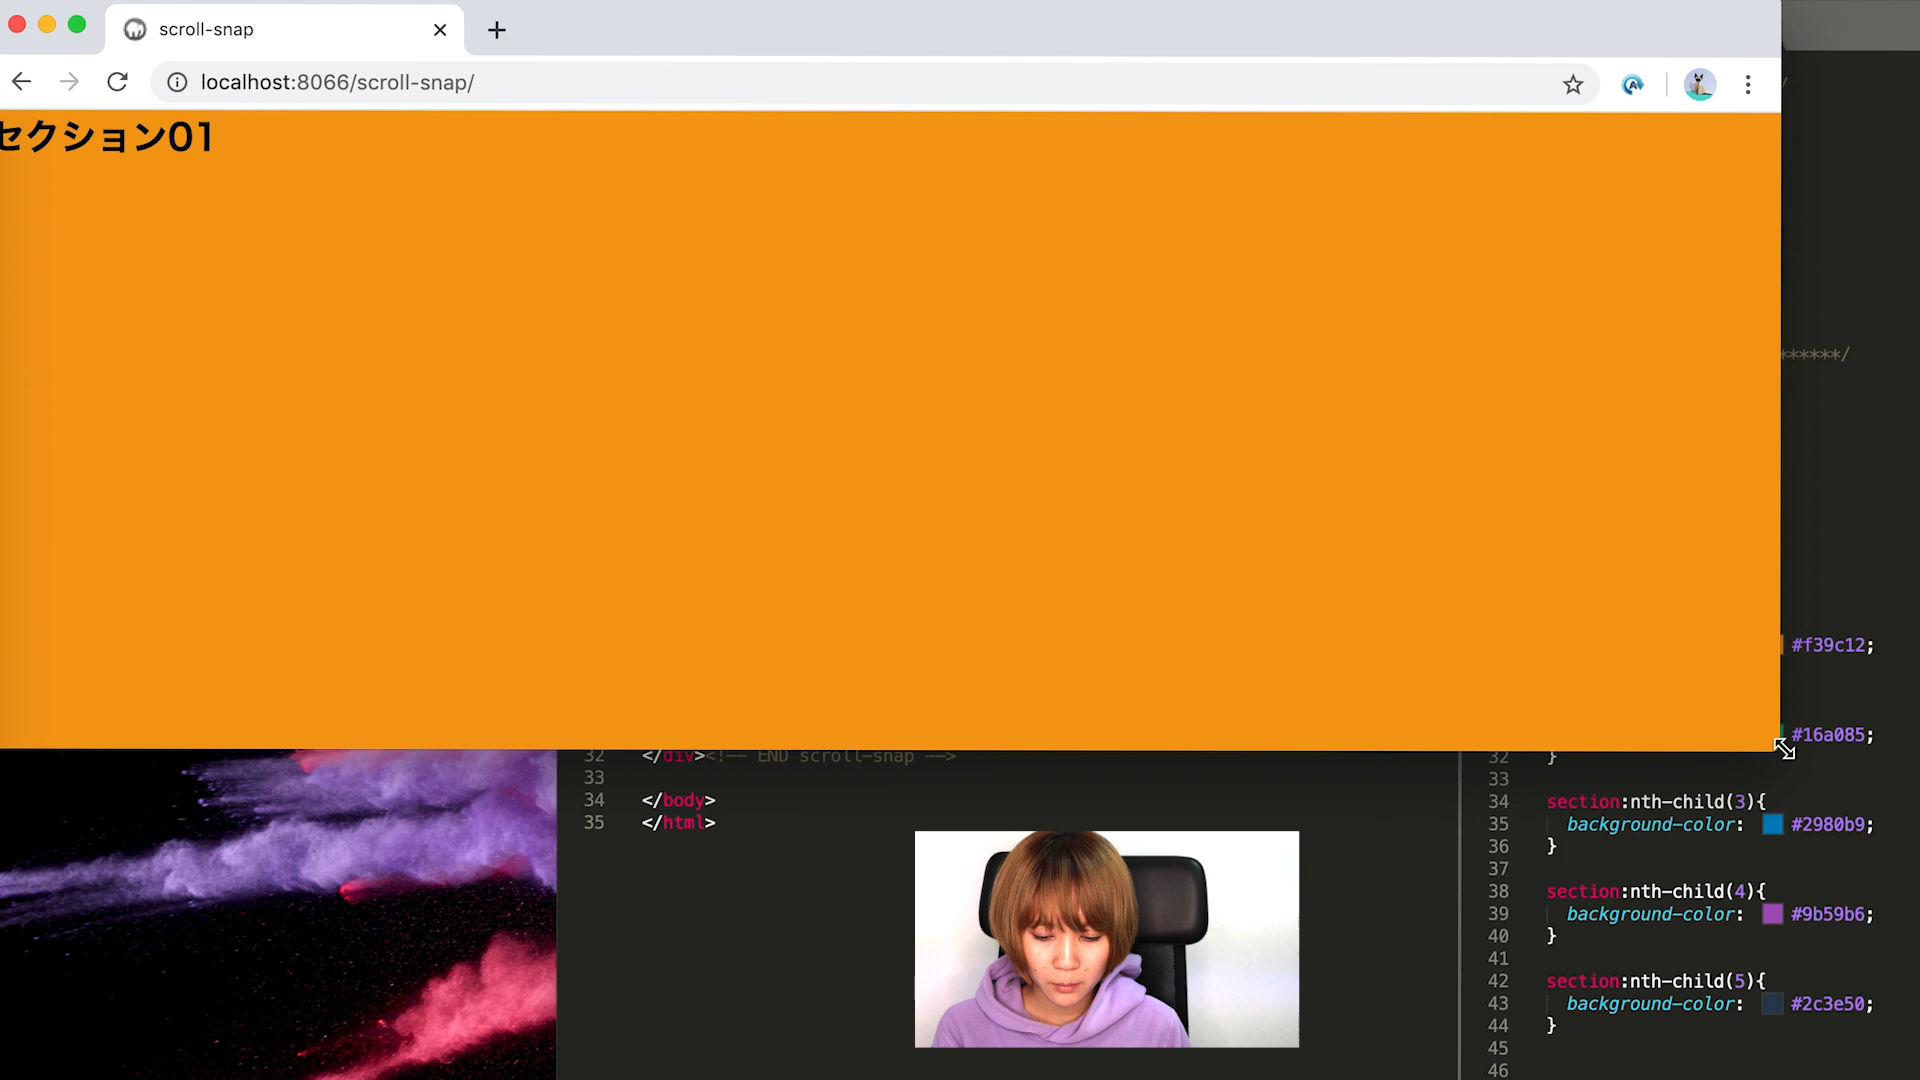 scroll-snap
localhost:8066/scroll-snap/
セクション01
/
******/
#f39c12;
#16a085;
32 </div><!-- END scroll-snap -->
33
34 </body>
35 </html>
32 }
33
34 section:nth-child(3){
35 background-color: #2980b9;
36 }
37
38 section:nth-child(4){
39 background-color: #9b59b6;
40 }
41
42 section:nth-child(5){
43 background-color: #2c3e50;
44 }
45
46